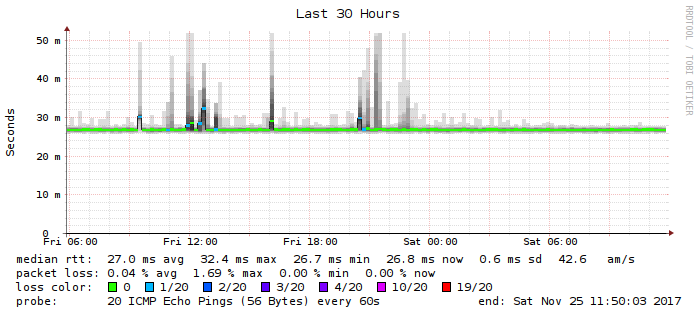 Last 30 Hours
RRDTOOL / TOBI OETIKER
Seconds
50 m
40 m
30 m
20 m
10 m
0
Fri 06:00 Fri 12:00 Fri 18:00 Sat 00:00 Sat 06:00
median rtt: 27.0 ms avg 32.4 ms max 26.7 ms min 26.8 ms now 0.6 ms sd 42.6 am/s
packet loss: 0.04 % avg 1.69 % max 0.00 % min 0.00 % now
loss color: 0 1/20 2/20 3/20 4/20 10/20 19/20
probe: 20 ICMP Echo Pings (56 Bytes) every 60s end: Sat Nov 25 11:50:03 2017